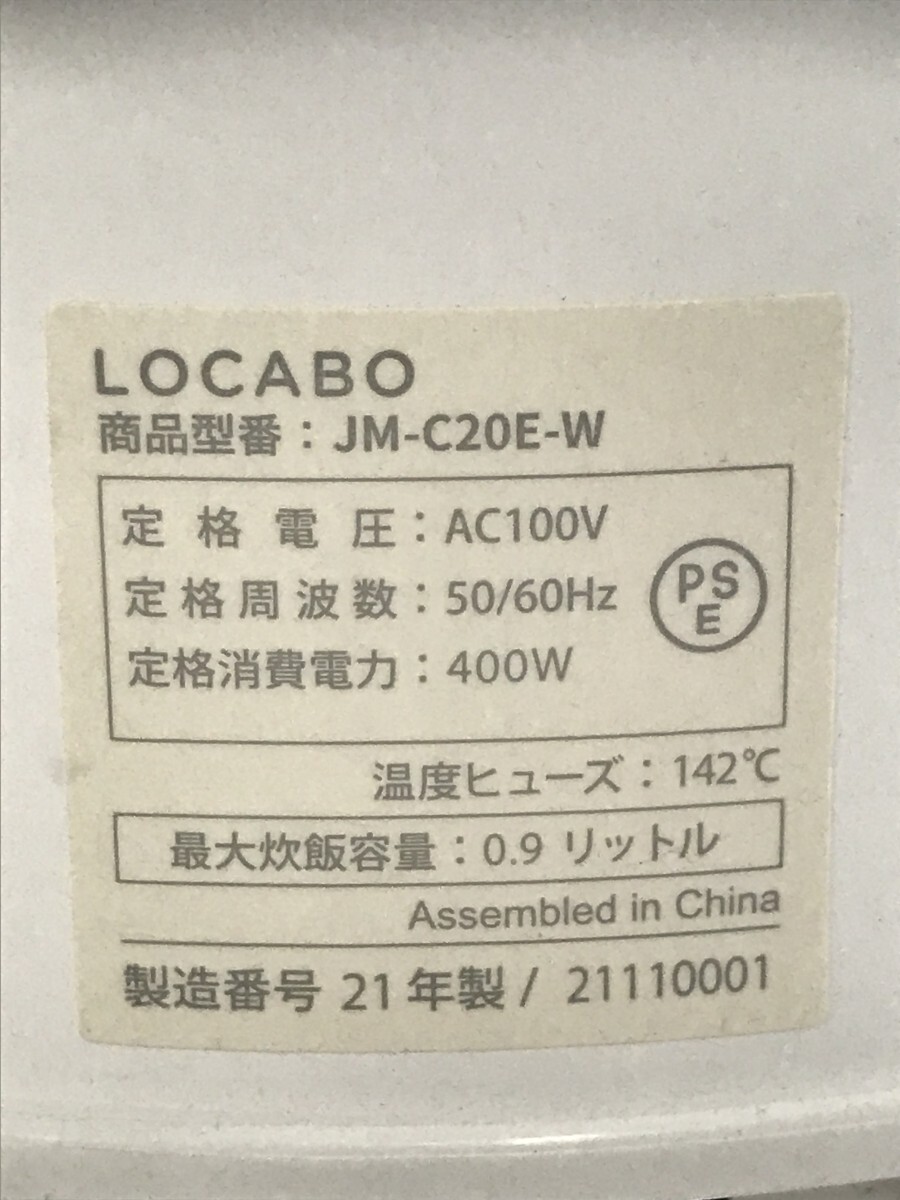 LOCABO
商品型番：JM-C20E-W
定格電圧：AC100V
定格周波数：50/60Hz
定格消費電力：400W
PS
E
温度ヒューズ：142℃
最大炊飯容量：0.9 リットル
Assembled in China
製造番号 21年製 / 21110001